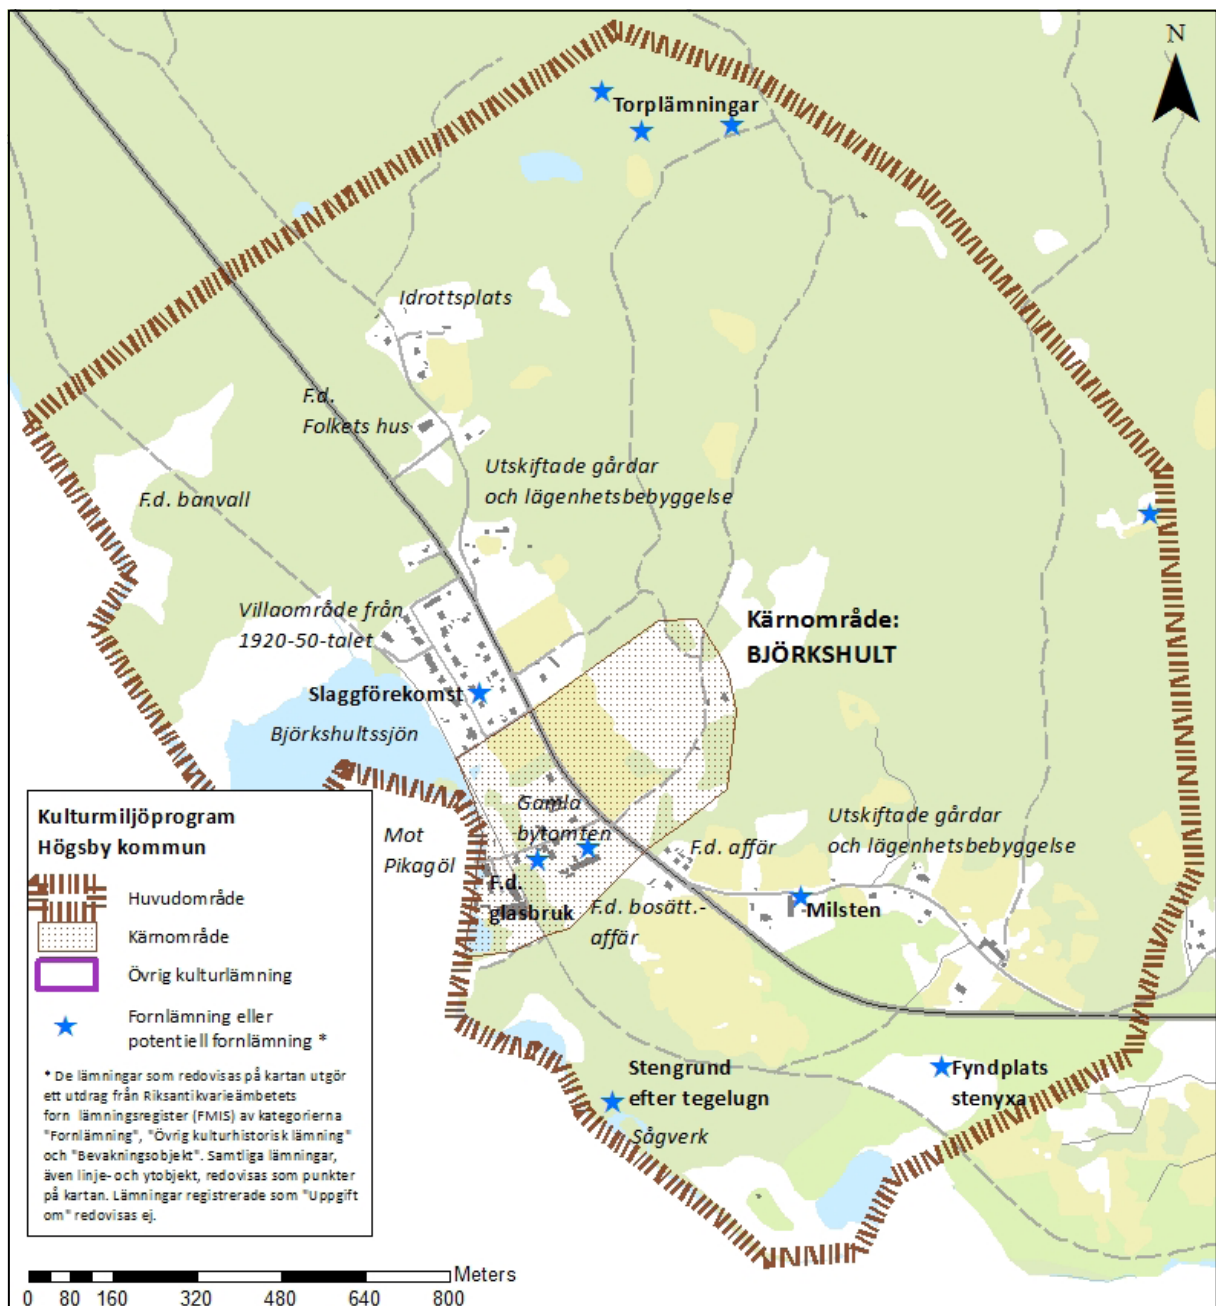 N
Torplämningar
Idrottsplats
F.d.
Folkets hus
Utskiftade gårdar
och lägenhetsbebyggelse
F.d. banvall
Villaområde från
1920-50-talet
Kärnområde:
BJÖRKSHULT
Slaggförekomst
Björkshultssjön
Gamla
bytomten
Mot
Pikagöl
F.d. affär
Utskiftade gårdar
och lägenhetsbebyggelse
F.d.
glasbruk
F.d. bosätt.-
affär
Milsten
Stengrund
efter tegelugn
Sågverk
Fyndplats
stenyxa
Kulturmiljöprogram
Högsby kommun
Huvudområde
Kärnområde
Övrig kulturlämning
Fornlämning eller
potentiell fornlämning *
* De lämningar som redovisas på kartan utgör
ett utdrag från Riksantikvarieämbetets
forn lämningsregister (FMIS) av kategorierna
"Fornlämning", "Övrig kulturhistorisk lämning"
och "Bevakningsobjekt". Samtliga lämningar,
även linje- och ytobjekt, redovisas som punkter
på kartan. Lämningar registrerade som "Uppgift
om" redovisas ej.
Meters
0 80 160 320 480 640 800